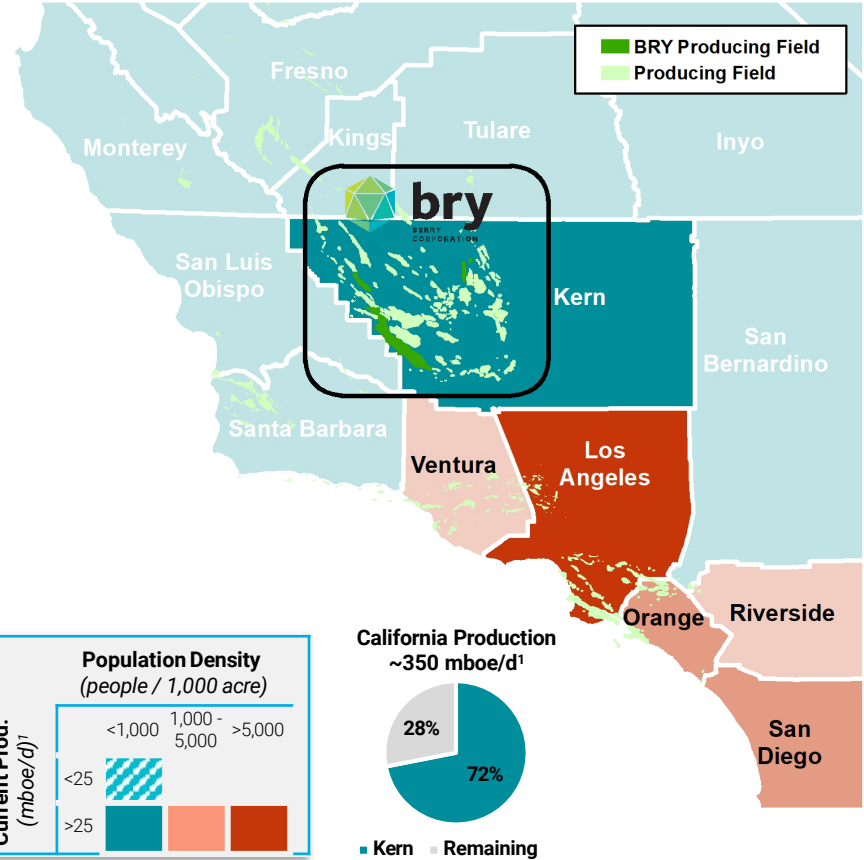 BRY Producing Field
Producing Field
Fresno
Monterey
Kings
Tulare
Inyo
bry
BERRY
CORPORATION
San Luis
Obispo
Kern
San
Bernardino
Santa Barbara
Ventura
Los
Angeles
Orange
Riverside
San
Diego
Population Density
(people / 1,000 acre)
<1,000
1,000 -
5,000
>5,000
Current Prod.
(mboe/d)¹
<25
>25
California Production
~350 mboe/d¹
28%
72%
Kern
Remaining